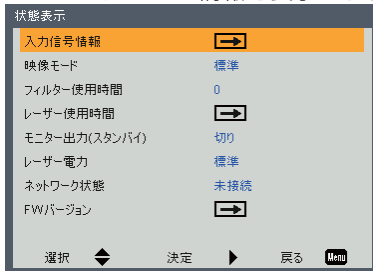 状態表示
入力信号情報
映像モード 標準
フィルター使用時間 0
レーザー使用時間
モニター出力(スタンバイ) 切り
レーザー電力 標準
ネットワーク状態 未接続
FWバージョン
選択 決定 戻る Menu